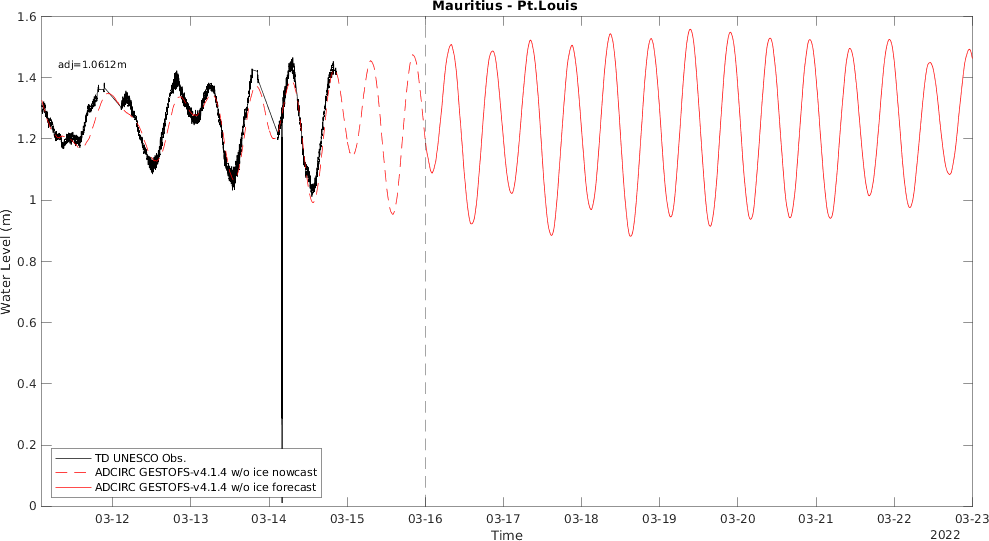 Mauritius - Pt.Louis
1.6
1.4
1.2
1
0.8
0.6
0.4
0.2
0
Water Level (m)
adj=1.0612m
TD UNESCO Obs.
ADCIRC GESTOFS-v4.1.4 w/o ice nowcast
ADCIRC GESTOFS-v4.1.4 w/o ice forecast
03-12 03-13 03-14 03-15 03-16 03-17 03-18 03-19 03-20 03-21 03-22 03-23
Time
2022